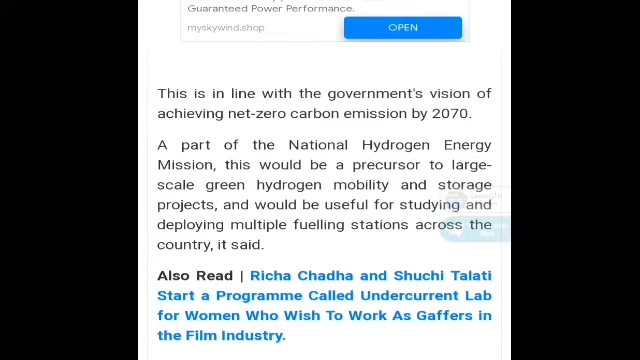 Guaranteed Power Performance.
myskywind.shop
OPEN
This is in line with the government's vision of
achieving net-zero carbon emission by 2070.
A part of the National Hydrogen Energy
Mission, this would be a precursor to large-
scale green hydrogen mobility and storage
projects, and would be useful for studying and
deploying multiple fuelling stations across the
country, it said.
Also Read | Richa Chadha and Shuchi Talati
Start a Programme Called Undercurrent Lab
for Women Who Wish To Work As Gaffers in
the Film Industry.